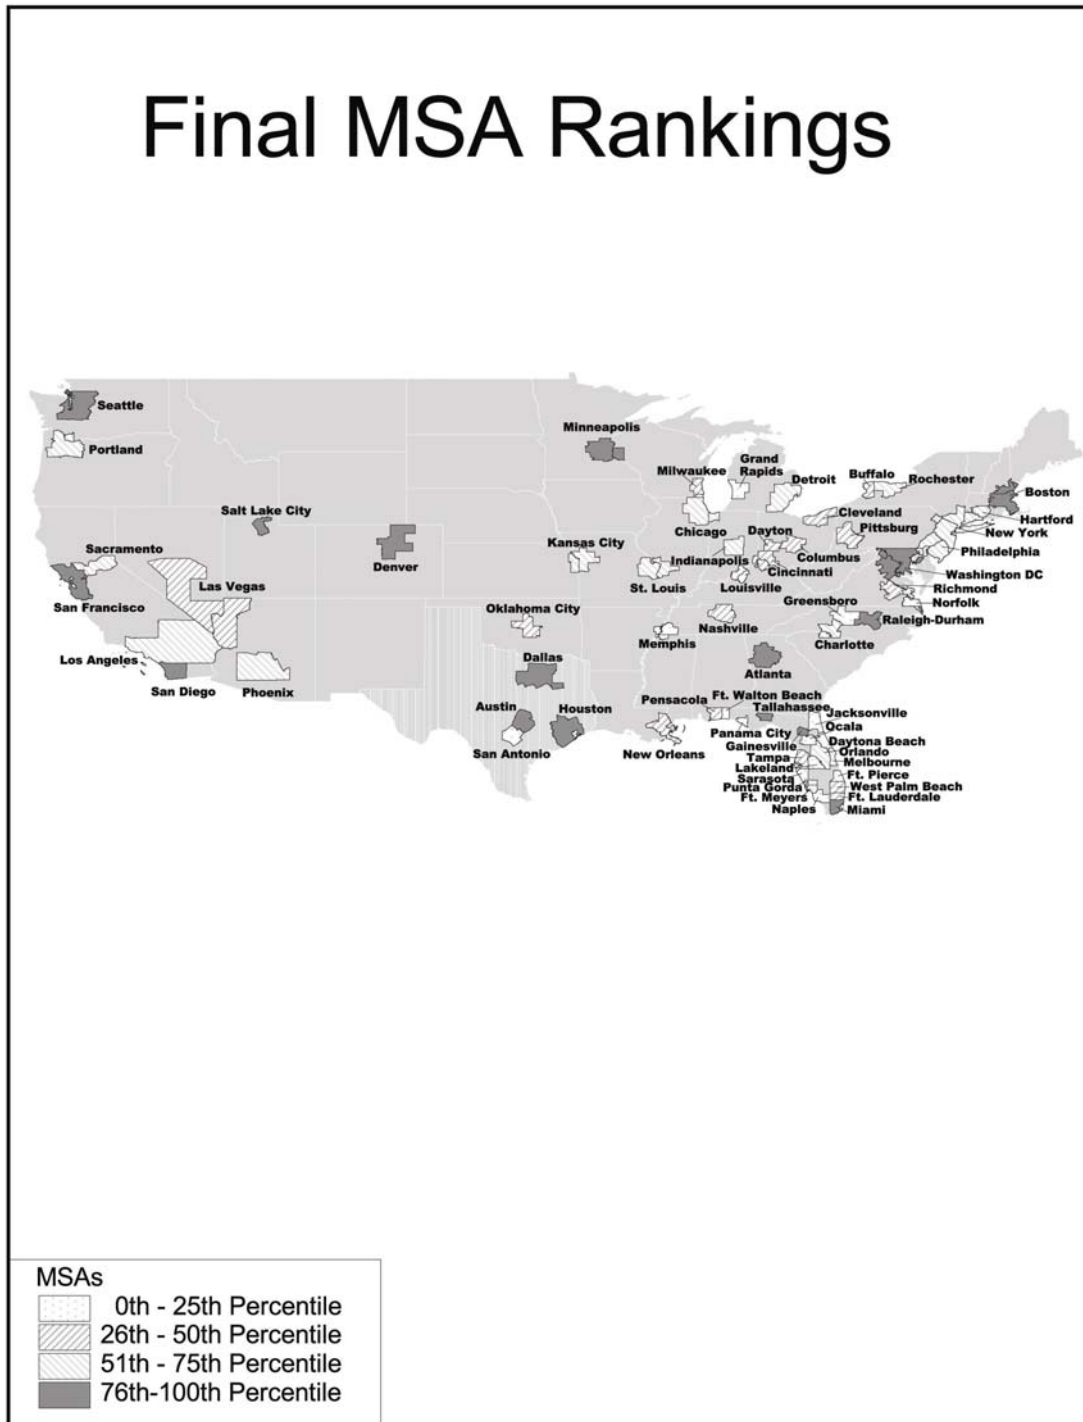 Final MSA Rankings
Seattle
Portland
Minneapolis
Milwaukee
Grand
Rapids
Detroit
Buffalo
Rochester
Boston
Hartford
New York
Salt Lake City
Cleveland
Pittsburg
Sacramento
Denver
Kansas City
Chicago
Dayton
Indianapolis
Columbus
Philadelphia
Cincinnati
Washington DC
Las Vegas
St. Louis
Louisville
Richmond
San Francisco
Oklahoma City
Greensboro
Norfolk
Nashville
Raleigh-Durham
Memphis
Charlotte
Los Angeles
Dallas
Atlanta
San Diego
Phoenix
Pensacola
Ft. Walton Beach
Austin
Houston
Tallahassee
Jacksonville
Panama City
Ocala
San Antonio
New Orleans
Gainesville
Daytona Beach
Orlando
Tampa
Melbourne
Lakeland
Ft. Pierce
Sarasota
Punta Gorda
West Palm Beach
Ft. Meyers
Ft. Lauderdale
Naples
Miami
MSAs
0th - 25th Percentile
26th - 50th Percentile
51th - 75th Percentile
76th-100th Percentile